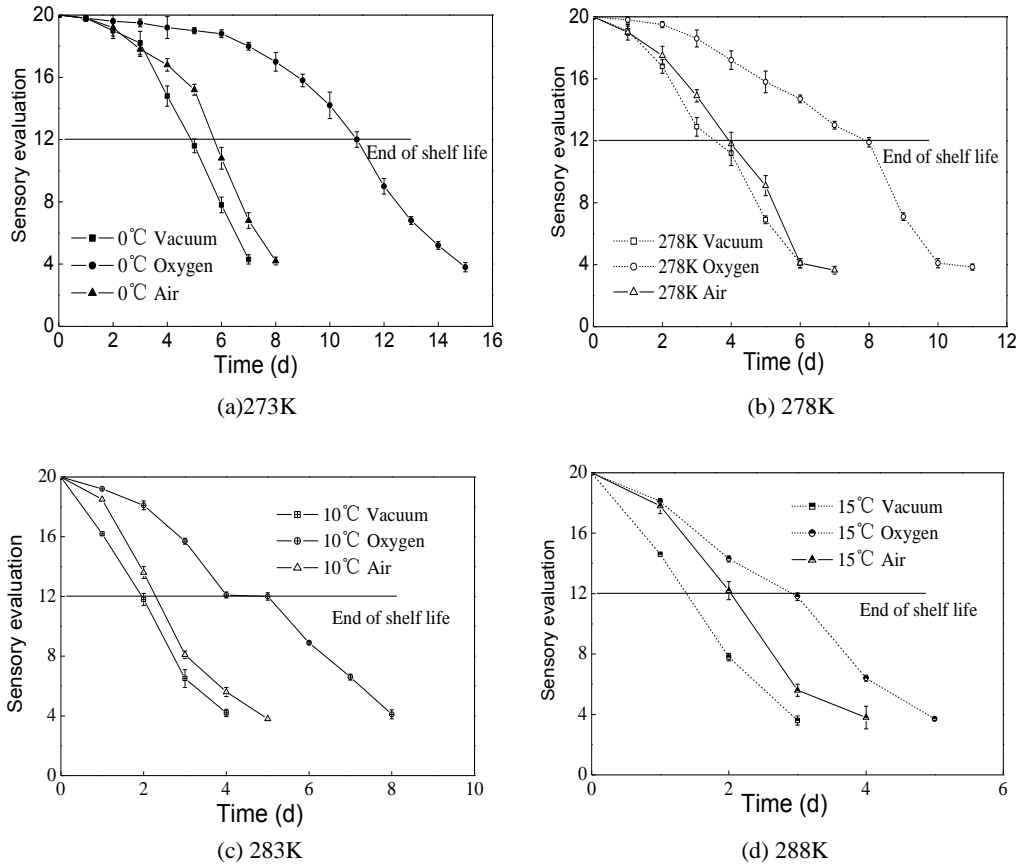 20
16
12
8
4
0
Sensory evaluation
End of shelf life
0℃ Vacuum
0℃ Oxygen
0℃ Air
0 2 4 6 8 10 12 14 16
Time (d)
(a)273K
20
16
12
8
4
0
Sensory evaluation
End of shelf life
278K Vacuum
278K Oxygen
278K Air
0 2 4 6 8 10 12
Time (d)
(b) 278K
20
16
12
8
4
0
Sensory evaluation
10℃ Vacuum
10℃ Oxygen
10℃ Air
End of shelf life
0 2 4 6 8 10
Time (d)
(c) 283K
20
16
12
8
4
0
Sensory evaluation
15℃ Vacuum
15℃ Oxygen
15℃ Air
End of shelf life
0 2 4 6
Time (d)
(d) 288K